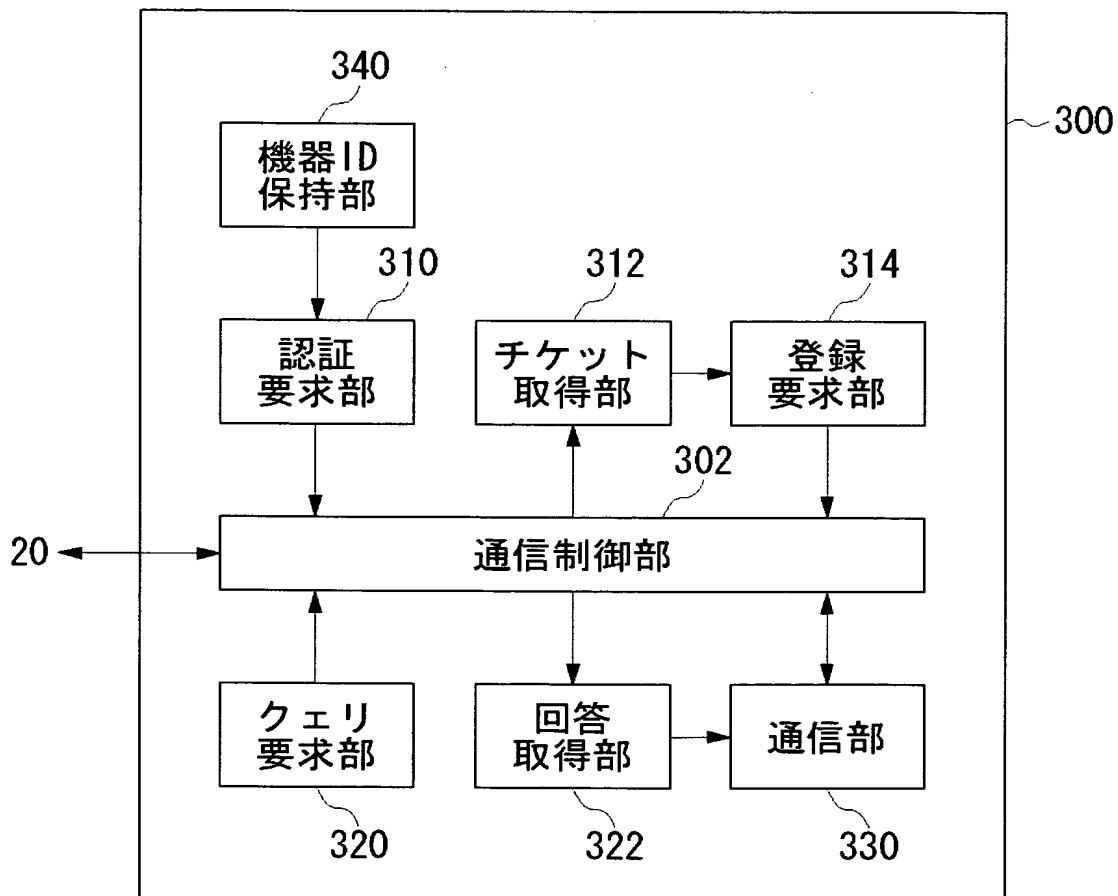 340
300
機器ID
保持部
310
312
314
認証
要求部
チケット
取得部
登録
要求部
302
20
通信制御部
クェリ
要求部
回答
取得部
通信部
320
322
330